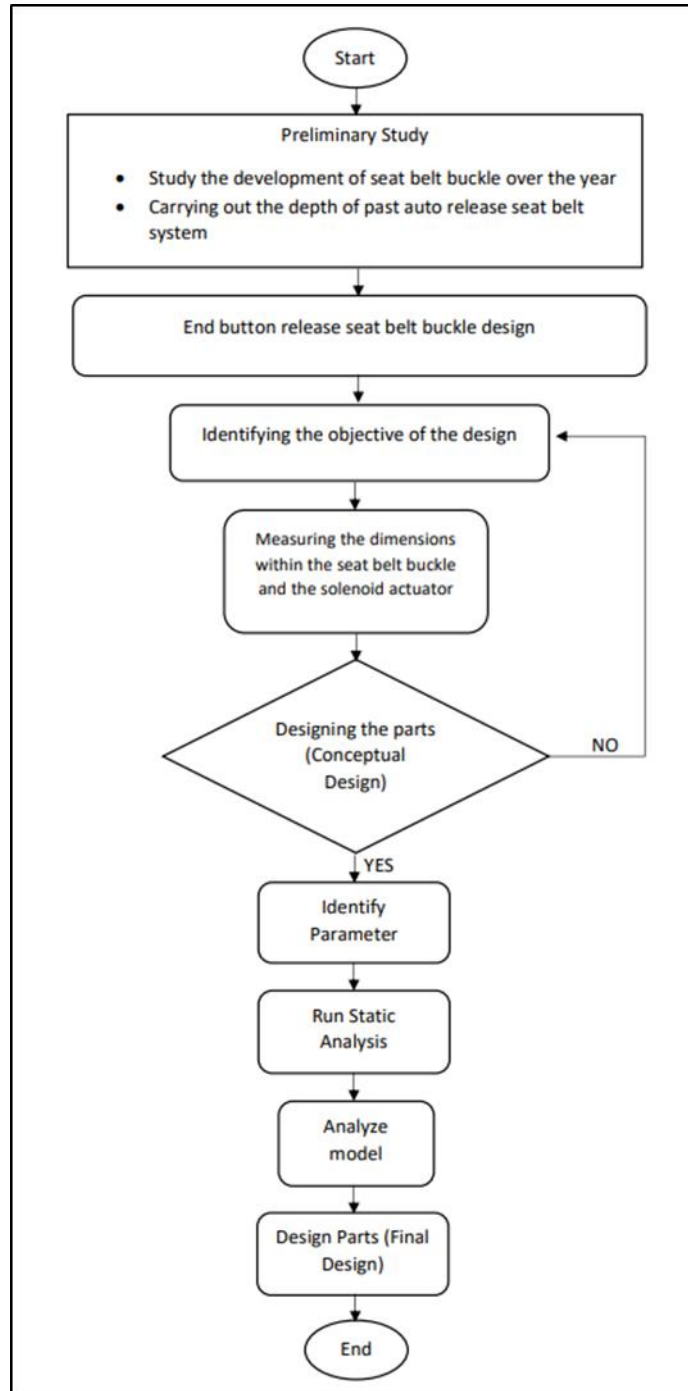 Start
Preliminary Study
• Study the development of seat belt buckle over the year
• Carrying out the depth of past auto release seat belt
system
End button release seat belt buckle design
Identifying the objective of the design
Measuring the dimensions
within the seat belt buckle
and the solenoid actuator
Designing the parts
(Conceptual
Design)
NO
YES
Identify
Parameter
Run Static
Analysis
Analyze
model
Design Parts (Final
Design)
End